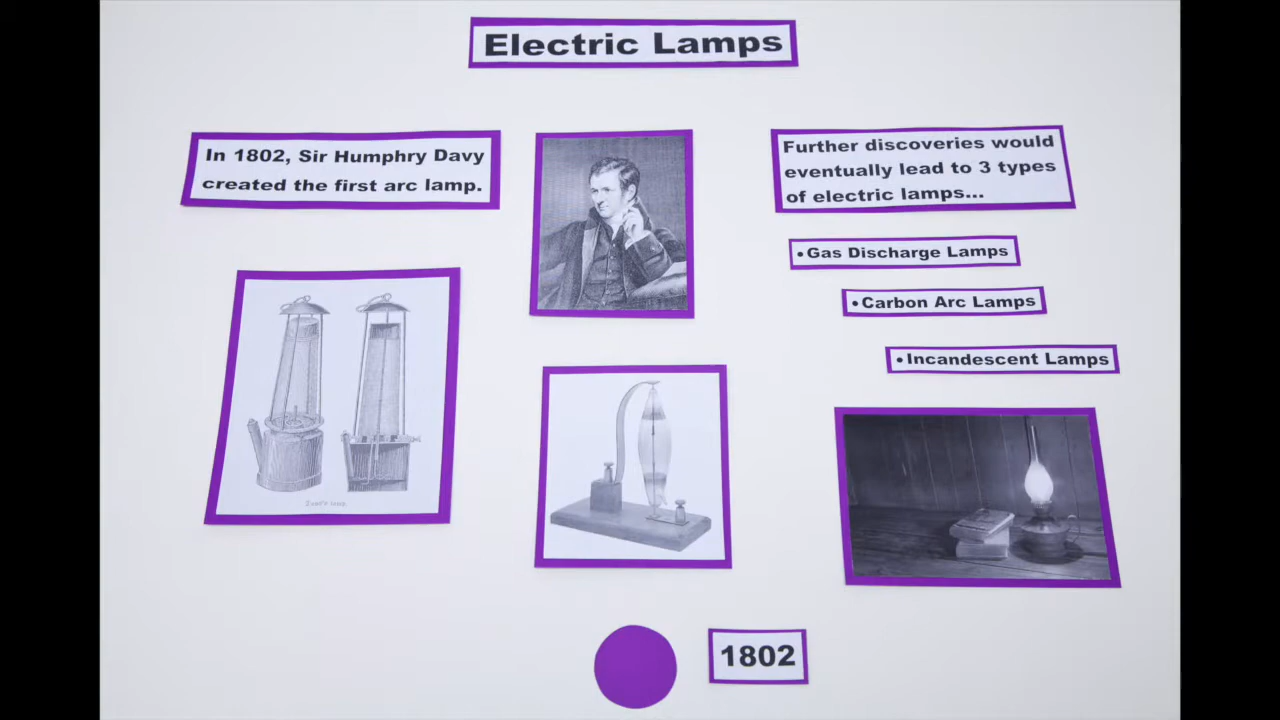 Electric Lamps
In 1802, Sir Humphry Davy
created the first arc lamp.
Further discoveries would
eventually lead to 3 types
of electric lamps...
•Gas Discharge Lamps
•Carbon Arc Lamps
•Incandescent Lamps
1802